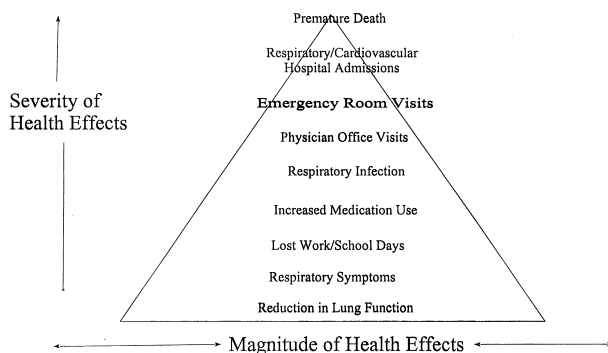 Premature Death
Respiratory/Cardiovascular
Hospital Admissions
Severity of
Health Effects
Emergency Room Visits
Physician Office Visits
Respiratory Infection
Increased Medication Use
Lost Work/School Days
Respiratory Symptoms
Reduction in Lung Function
Magnitude of Health Effects